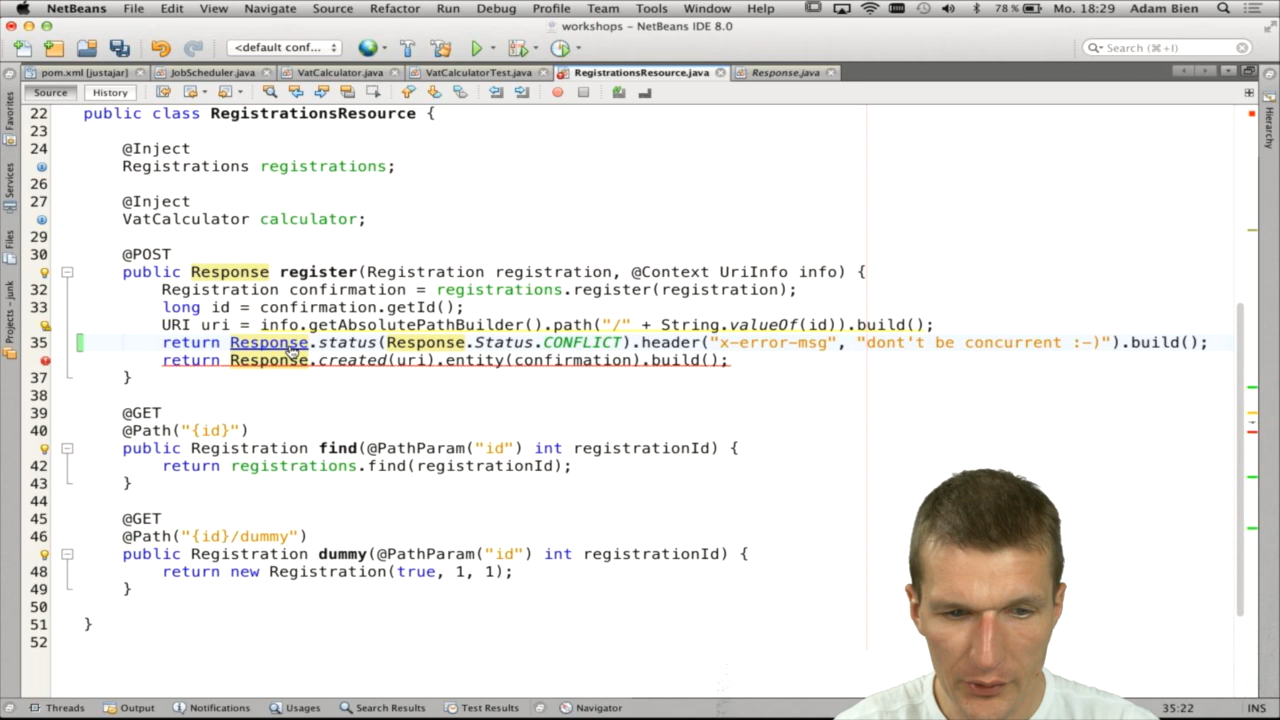 NetBeans File Edit View Navigate Source Refactor Run Debug Profile Team Tools Window Help 78 % Mo. 18:29 Adam Bien
workshops – NetBeans IDE 8.0
<default conf... Search (⌘+I)
pom.xml [justajar] JobScheduler.java VatCalculator.java VatCalculatorTest.java RegistrationsResource.java Response.java
Source History
Favorites
Services
Files
Projects - junk
Hierarchy
22 public class RegistrationsResource {
23
24 @Inject
Registrations registrations;
26
27 @Inject
VatCalculator calculator;
29
30 @POST
public Response register(Registration registration, @Context UriInfo info) {
32 Registration confirmation = registrations.register(registration);
33 long id = confirmation.getId();
URI uri = info.getAbsolutePathBuilder().path("/" + String.valueOf(id)).build();
35 return Response.status(Response.Status.CONFLICT).header("x-error-msg", "dont't be concurrent :-)").build();
return Response.created(uri).entity(confirmation).build();
37 }
38
39 @GET
40 @Path("{id}")
public Registration find(@PathParam("id") int registrationId) {
42 return registrations.find(registrationId);
43 }
44
45 @GET
46 @Path("{id}/dummy")
public Registration dummy(@PathParam("id") int registrationId) {
48 return new Registration(true, 1, 1);
49 }
50
51 }
52
Threads Output Notifications Usages Search Results Test Results Navigator 35:22 INS